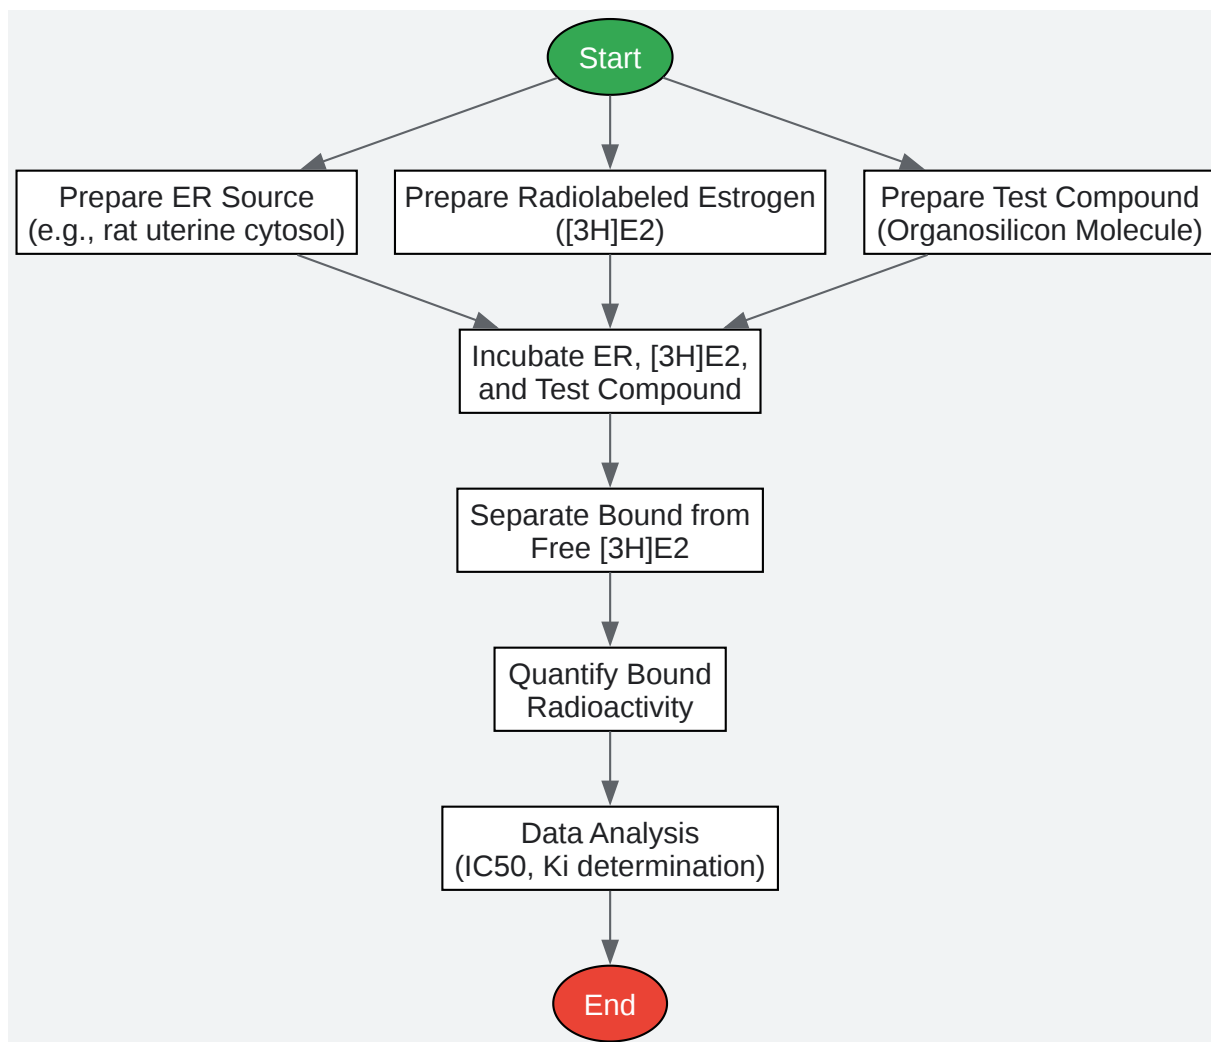 Start
Prepare ER Source
(e.g., rat uterine cytosol)
Prepare Radiolabeled Estrogen
([3H]E2)
Prepare Test Compound
(Organosilicon Molecule)
Incubate ER, [3H]E2,
and Test Compound
Separate Bound from
Free [3H]E2
Quantify Bound
Radioactivity
Data Analysis
(IC50, Ki determination)
End